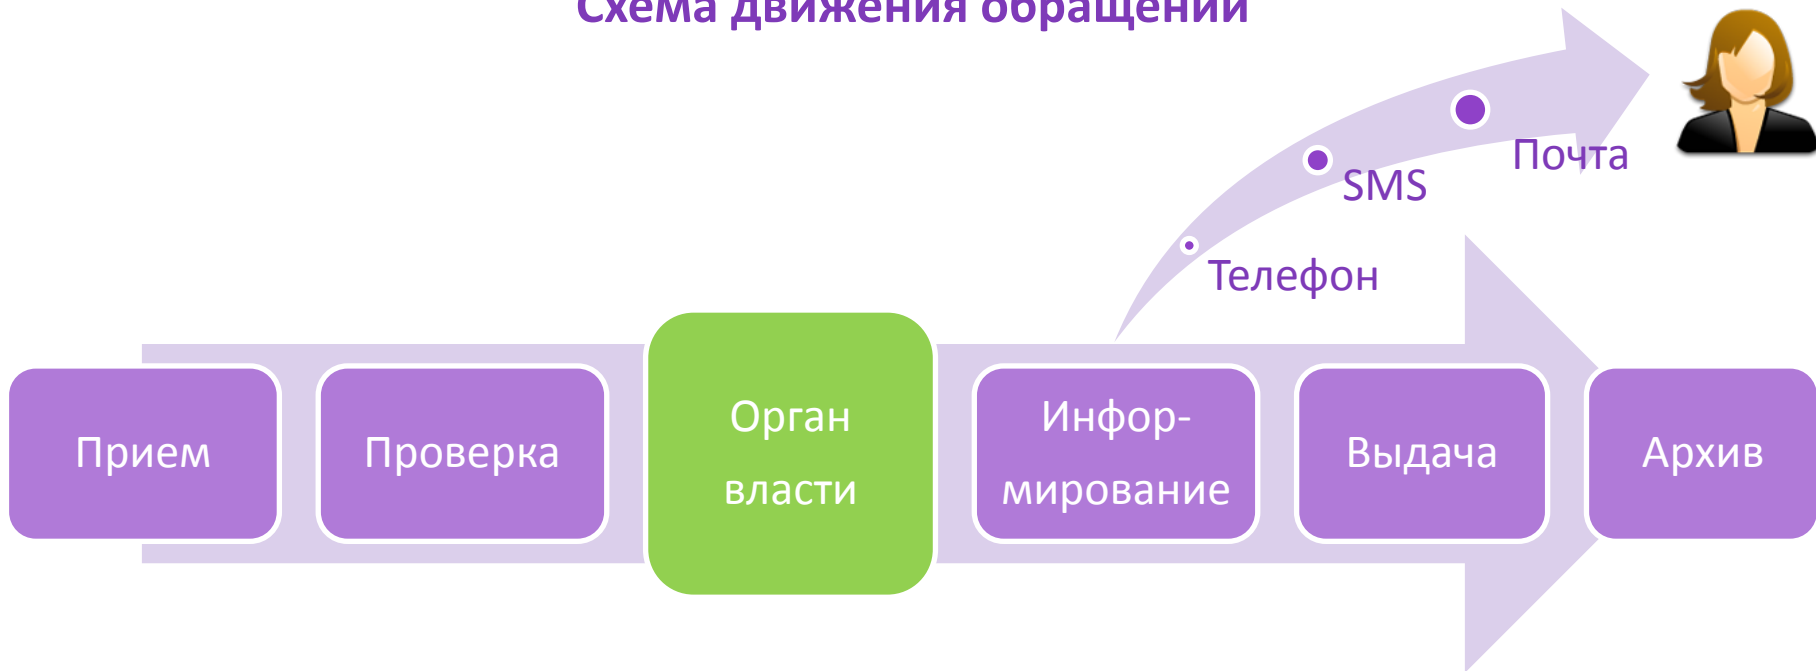 Схема движения обращений
Почта
SMS
Телефон
Прием
Проверка
Орган
власти
Инфор-
мирование
Выдача
Архив